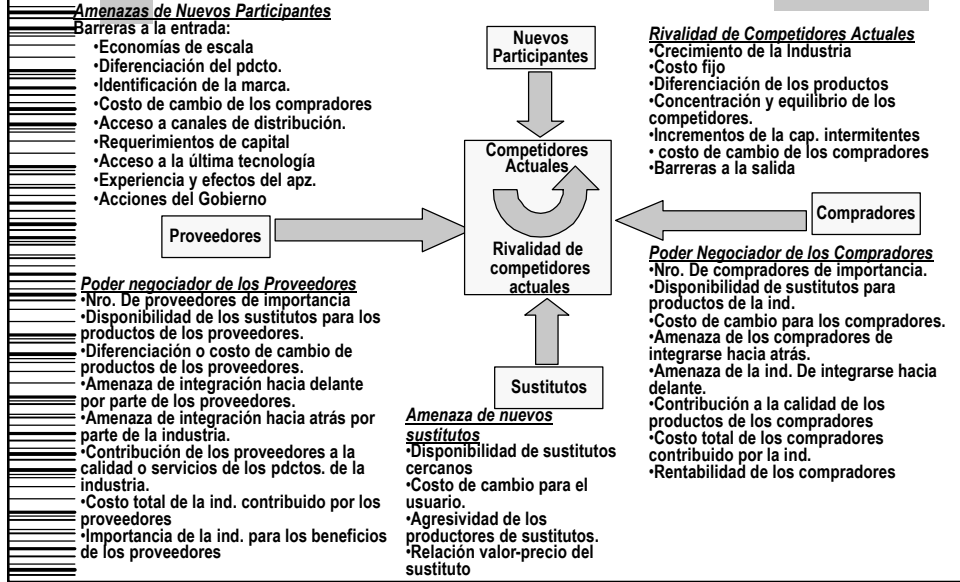 Amenazas de Nuevos Participantes
Barreras a la entrada:
•Economías de escala
•Diferenciación del pdcto.
•Identificación de la marca.
•Costo de cambio de los compradores
•Acceso a canales de distribución.
•Requerimientos de capital
•Acceso a la última tecnología
•Experiencia y efectos del apz.
•Acciones del Gobierno
Nuevos
Participantes
Rivalidad de Competidores Actuales
•Crecimiento de la Industria
•Costo fijo
•Diferenciación de los productos
•Concentración y equilibrio de los
competidores.
•Incrementos de la cap. intermitentes
• costo de cambio de los compradores
•Barreras a la salida
Competidores
Actuales
Rivalidad de
competidores
actuales
Proveedores
Compradores
Poder negociador de los Proveedores
•Nro. De proveedores de importancia
•Disponibilidad de los sustitutos para los
productos de los proveedores.
•Diferenciación o costo de cambio de
productos de los proveedores.
•Amenaza de integración hacia delante
por parte de los proveedores.
•Amenaza de integración hacia atrás por
parte de la industria.
•Contribución de los proveedores a la
calidad o servicios de los pdctos. de la
industria.
•Costo total de la ind. contribuido por los
proveedores
•Importancia de la ind. para los beneficios
de los proveedores
Sustitutos
Amenaza de nuevos
sustitutos
•Disponibilidad de sustitutos
cercanos
•Costo de cambio para el
usuario.
•Agresividad de los
productores de sustitutos.
•Relación valor-precio del
sustituto
Poder Negociador de los Compradores
•Nro. De compradores de importancia.
•Disponibilidad de sustitutos para
productos de la ind.
•Costo de cambio para los compradores.
•Amenaza de los compradores de
integrarse hacia atrás.
•Amenaza de la ind. De integrarse hacia
delante.
•Contribución a la calidad de los
productos de los compradores
•Costo total de los compradores
contribuido por la ind.
•Rentabilidad de los compradores